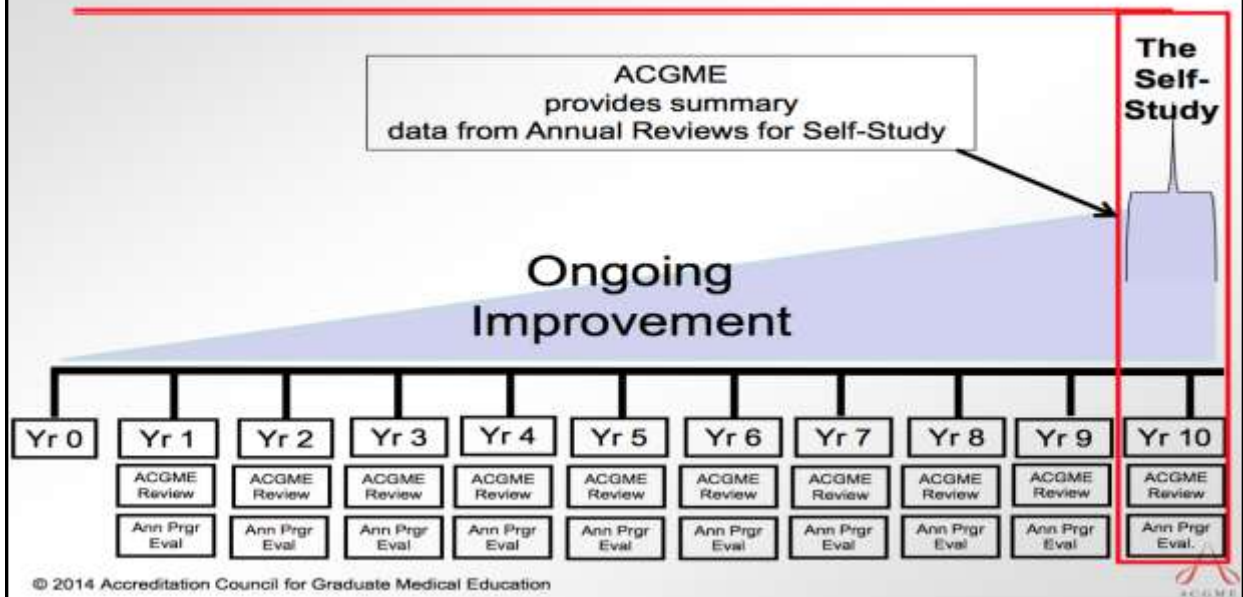 The
Self-
Study
ACGME
provides summary
data from Annual Reviews for Self-Study
Ongoing
Improvement
Yr 0
Yr 1
Yr 2
Yr 3
Yr 4
Yr 5
Yr 6
Yr 7
Yr 8
Yr 9
Yr 10
ACGME
Review
ACGME
Review
ACGME
Review
ACGME
Review
ACGME
Review
ACGME
Review
ACGME
Review
ACGME
Review
ACGME
Review
ACGME
Review
Ann Prgr
Eval
Ann Prgr
Eval
Ann Prgr
Eval
Ann Prgr
Eval
Ann Prgr
Eval
Ann Prgr
Eval
Ann Prgr
Eval
Ann Prgr
Eval
Ann Prgr
Eval
Ann Prgr
Eval.
© 2014 Accreditation Council for Graduate Medical Education
ACGME